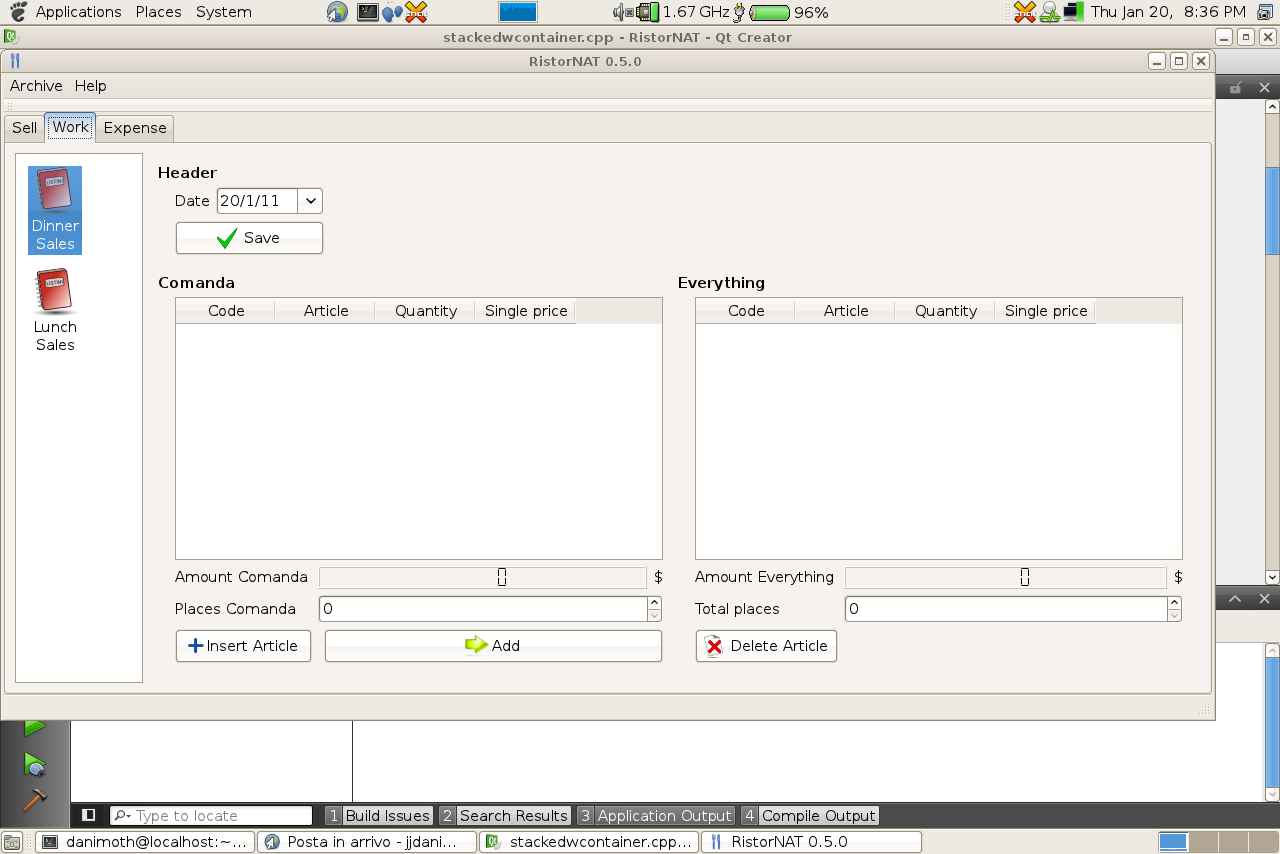 Applications Places System 1.67 GHz 96% Thu Jan 20, 8:36 PM
stackedwcontainer.cpp - RistorNAT - Qt Creator
RistorNAT 0.5.0
Archive Help
Sell Work Expense
Dinner Sales
Lunch Sales
Header
Date 20/1/11
Save
Comanda
Code Article Quantity Single price
Amount Comanda 0 $
Places Comanda 0
Insert Article Add
Everything
Code Article Quantity Single price
Amount Everything 0 $
Total places 0
Delete Article
Type to locate 1 Build Issues 2 Search Results 3 Application Output 4 Compile Output
danimoth@localhost:~... Posta in arrivo - jjdani... stackedwcontainer.cpp... RistorNAT 0.5.0